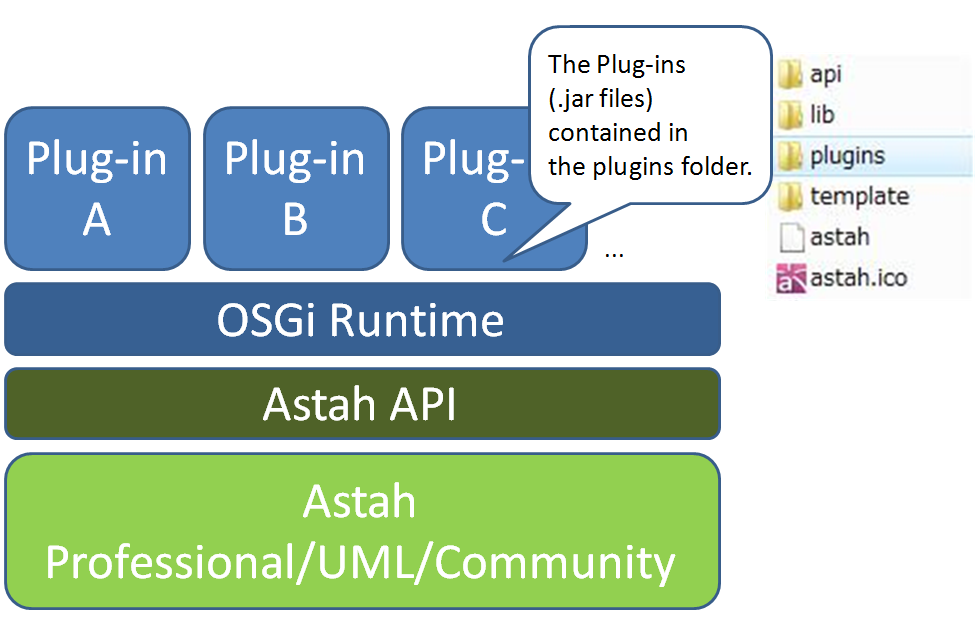 The Plug-ins
(.jar files)
contained in
the plugins folder.
Plug-in
A
Plug-in
B
Plug-
C
...
OSGi Runtime
Astah API
Astah
Professional/UML/Community
api
lib
plugins
template
astah
astah.ico